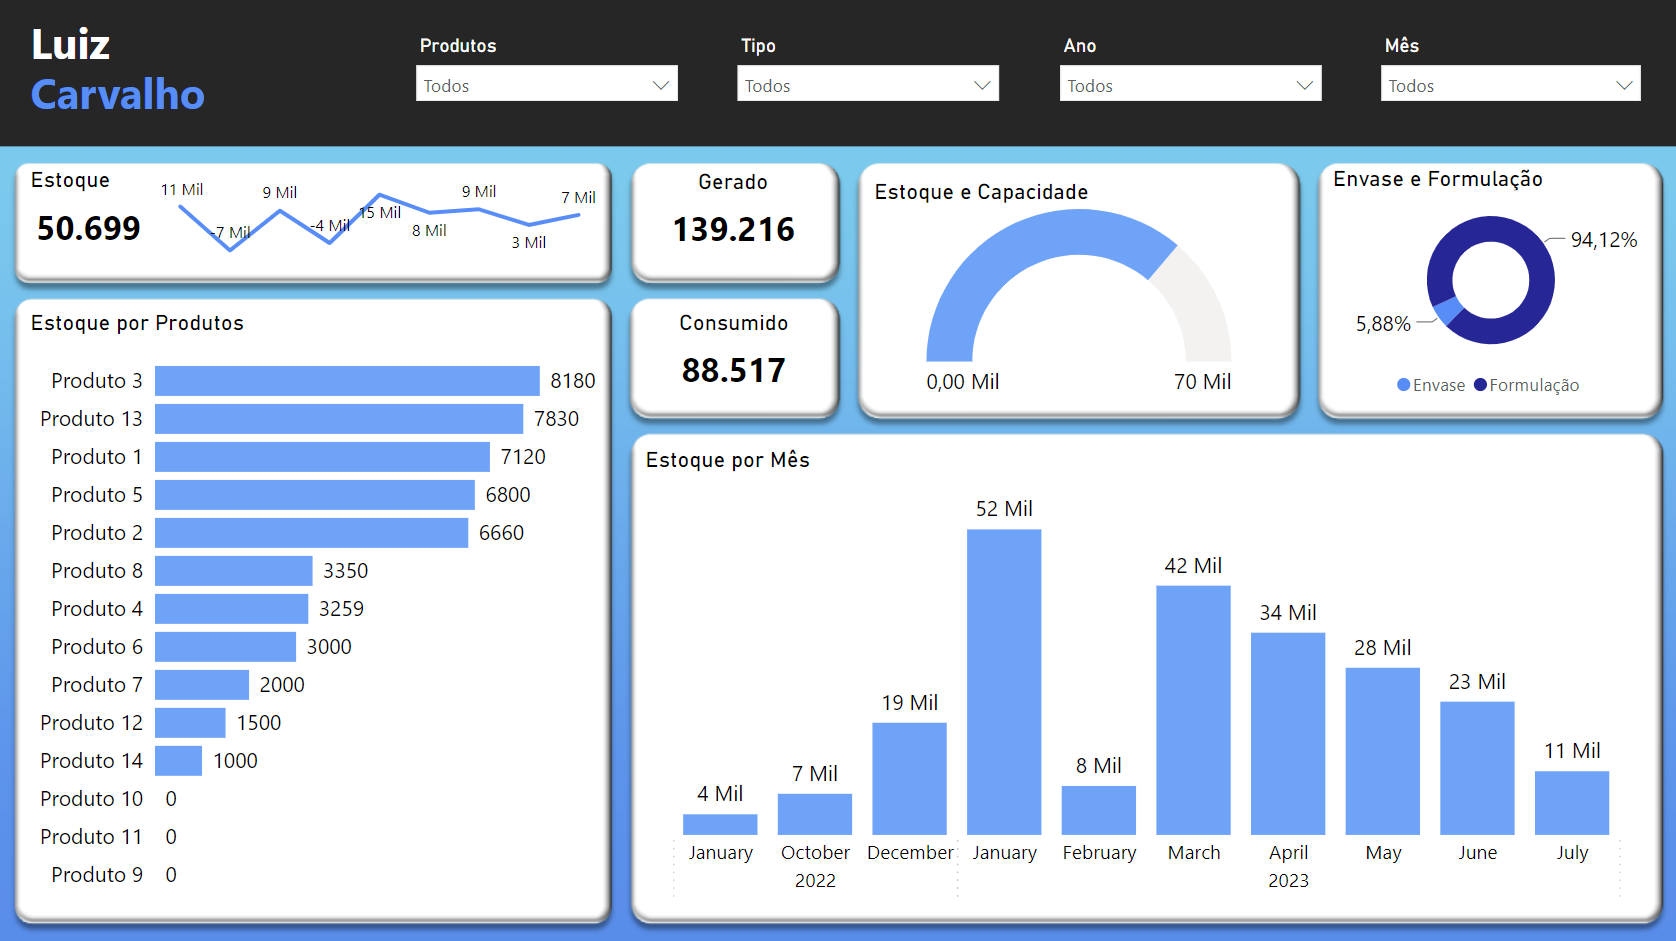 Luiz
Carvalho
Produtos
Todos
Tipo
Todos
Ano
Todos
Mês
Todos
Estoque
50.699
11 Mil
-7 Mil
9 Mil
-4 Mil
15 Mil
8 Mil
9 Mil
3 Mil
7 Mil
Gerado
139.216
Consumido
88.517
Estoque e Capacidade
0,00 Mil
70 Mil
Envase e Formulação
94,12%
5,88%
Envase
Formulação
Estoque por Produtos
Produto 3 8180
Produto 13 7830
Produto 1 7120
Produto 5 6800
Produto 2 6660
Produto 8 3350
Produto 4 3259
Produto 6 3000
Produto 7 2000
Produto 12 1500
Produto 14 1000
Produto 10 0
Produto 11 0
Produto 9 0
Estoque por Mês
4 Mil
7 Mil
19 Mil
52 Mil
8 Mil
42 Mil
34 Mil
28 Mil
23 Mil
11 Mil
January October December January February March April May June July
2022 2023